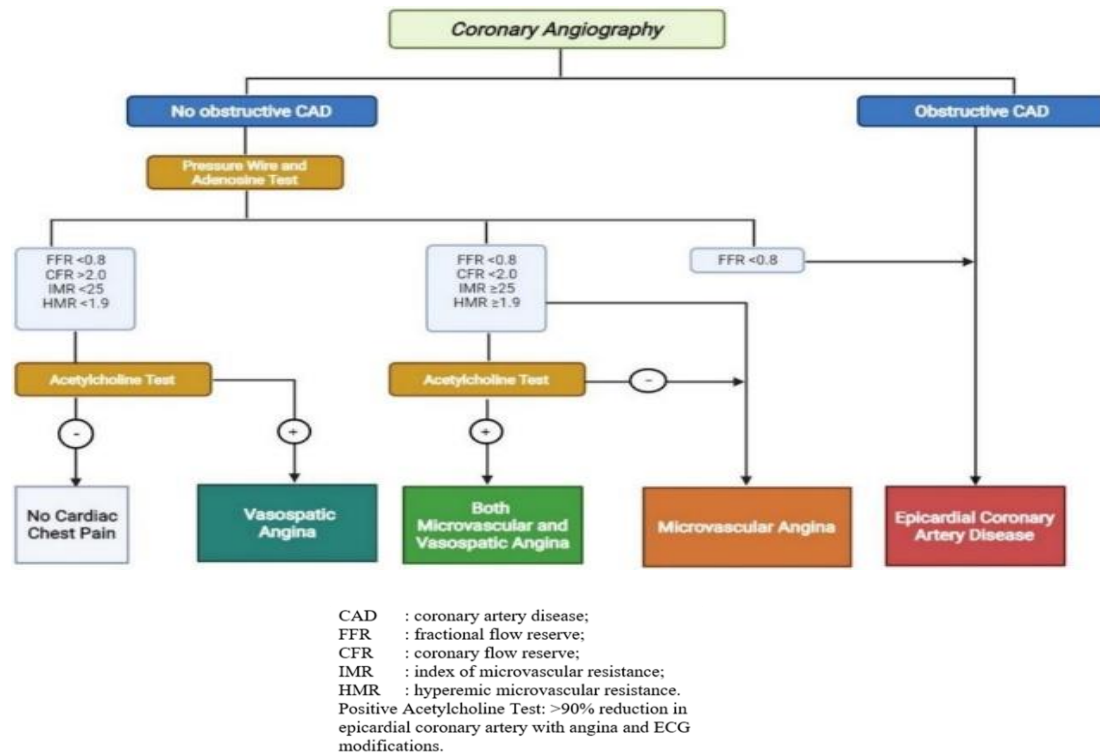 Coronary Angiography
No obstructive CAD
Obstructive CAD
Pressure Wire and
Adenosine Test
FFR <0.8
CFR >2.0
IMR <25
HMR <1.9
FFR <0.8
CFR <2.0
IMR ≥25
HMR ≥1.9
FFR <0.8
Acetylcholine Test
Acetylcholine Test
-
-
+
+
No Cardiac
Chest Pain
Vasospatic
Angina
Both
Microvascular and
Vasospatic Angina
Microvascular Angina
Epicardial Coronary
Artery Disease
CAD : coronary artery disease;
FFR : fractional flow reserve;
CFR : coronary flow reserve;
IMR : index of microvascular resistance;
HMR : hyperemic microvascular resistance.
Positive Acetylcholine Test: >90% reduction in
epicardial coronary artery with angina and ECG
modifications.